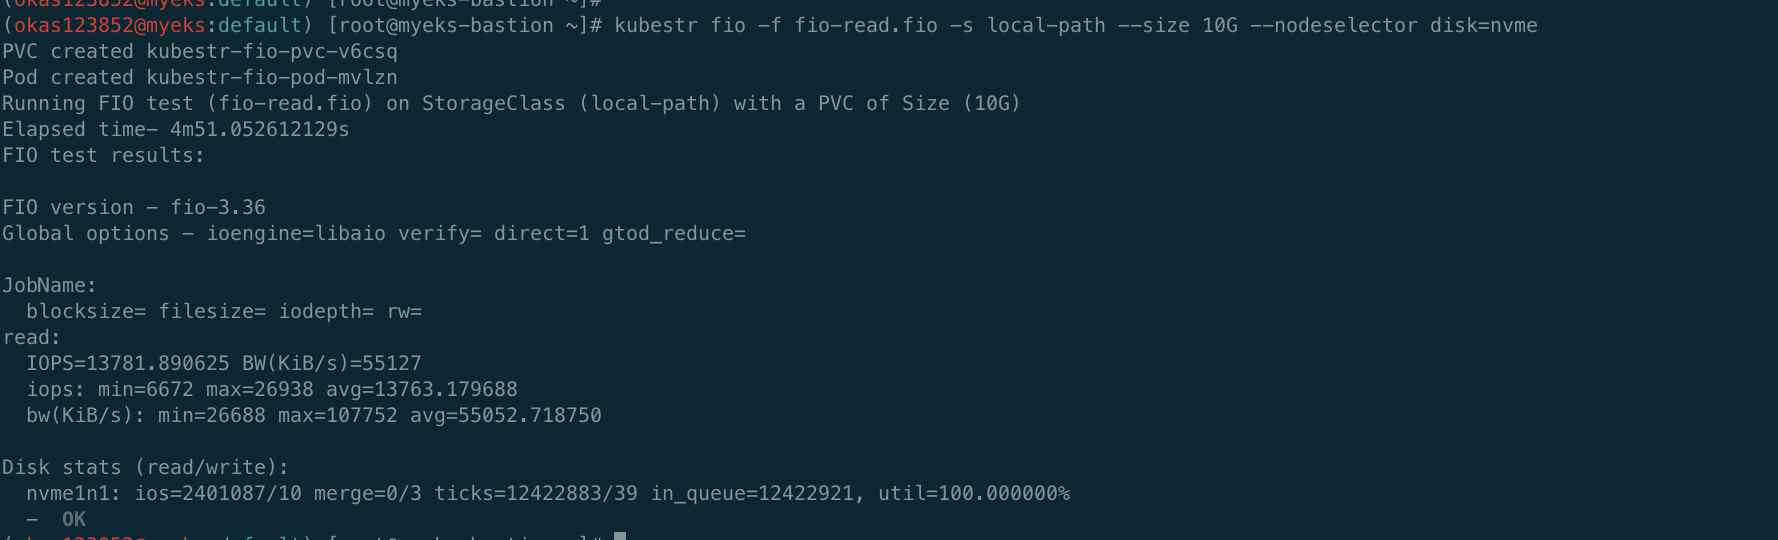 (okas123852@myeks:default) [root@myeks-bastion ~]#
(okas123852@myeks:default) [root@myeks-bastion ~]# kubestr fio -f fio-read.fio -s local-path --size 10G --nodeselector disk=nvme
PVC created kubestr-fio-pvc-v6csq
Pod created kubestr-fio-pod-mvlzn
Running FIO test (fio-read.fio) on StorageClass (local-path) with a PVC of Size (10G)
Elapsed time- 4m51.052612129s
FIO test results:
FIO version - fio-3.36
Global options - ioengine=libaio verify= direct=1 gtod_reduce=
JobName:
blocksize= filesize= iodepth= rw=
read:
IOPS=13781.890625 BW(KiB/s)=55127
iops: min=6672 max=26938 avg=13763.179688
bw(KiB/s): min=26688 max=107752 avg=55052.718750
Disk stats (read/write):
nvme1n1: ios=2401087/10 merge=0/3 ticks=12422883/39 in_queue=12422921, util=100.000000%
- OK